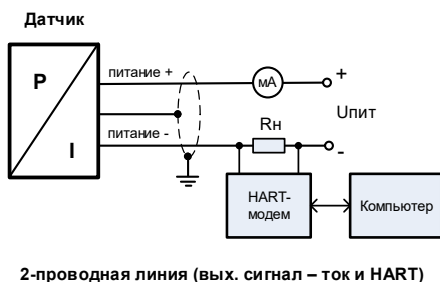 Датчик
P
I
питание +
питание -
мА
+
Uпит
-
Rн
HART-
модем
Компьютер
2-проводная линия (вых. сигнал – ток и HART)